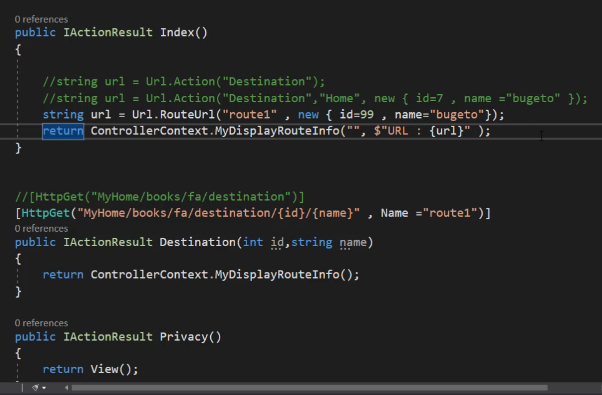 0 references
public IActionResult Index()
{
//string url = Url.Action("Destination");
//string url = Url.Action("Destination","Home", new { id=7 , name ="bugeto" });
string url = Url.RouteUrl("route1" , new { id=99 , name="bugeto"});
return ControllerContext.MyDisplayRouteInfo("", $"URL : {url}" );
}
//[HttpGet("MyHome/books/fa/destination")]
[HttpGet("MyHome/books/fa/destination/{id}/{name}" , Name ="route1")]
0 references
public IActionResult Destination(int id,string name)
{
return ControllerContext.MyDisplayRouteInfo();
}
0 references
public IActionResult Privacy()
{
return View();